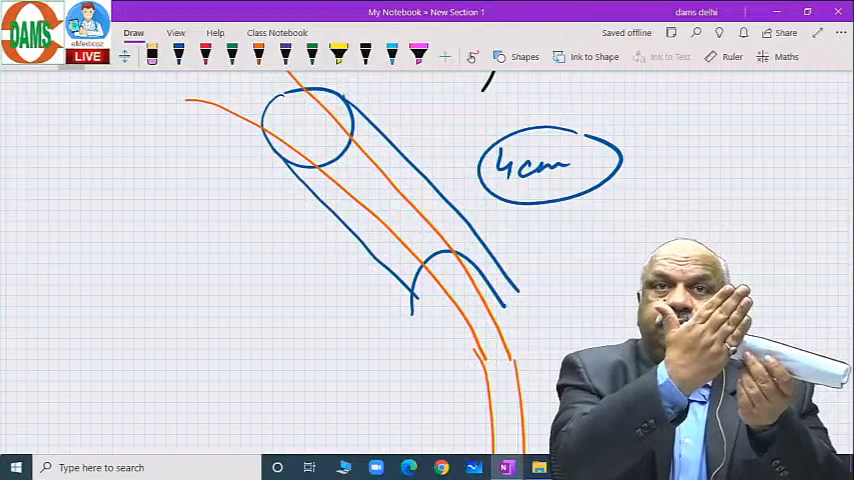 My Notebook = New Section 1
dams delhi
DAMS
eMedicoz
LIVE
Draw
View
Help
Class Notebook
Saved offline
Share
Shapes
Ink to Shape
Ink to Text
Ruler
Maths
4cm
Type here to search